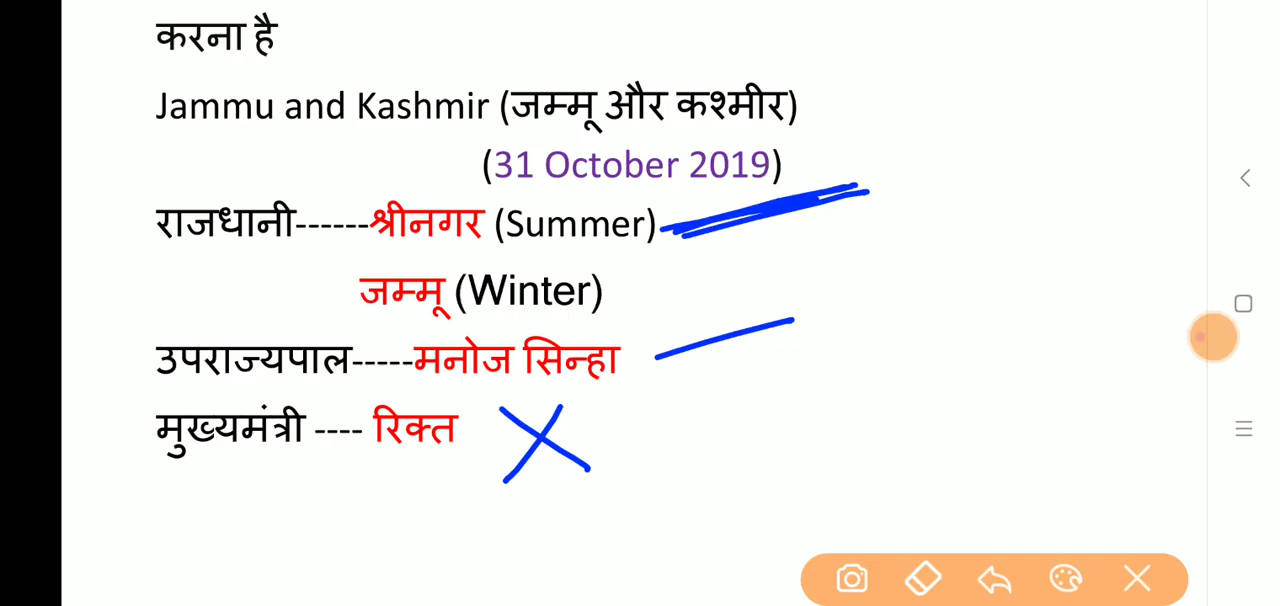 करना है
Jammu and Kashmir (जम्मू और कश्मीर)
(31 October 2019)
राजधानी------श्रीनगर (Summer)
जम्मू (Winter)
उपराज्यपाल-----मनोज सिन्हा
मुख्यमंत्री ---- रिक्त